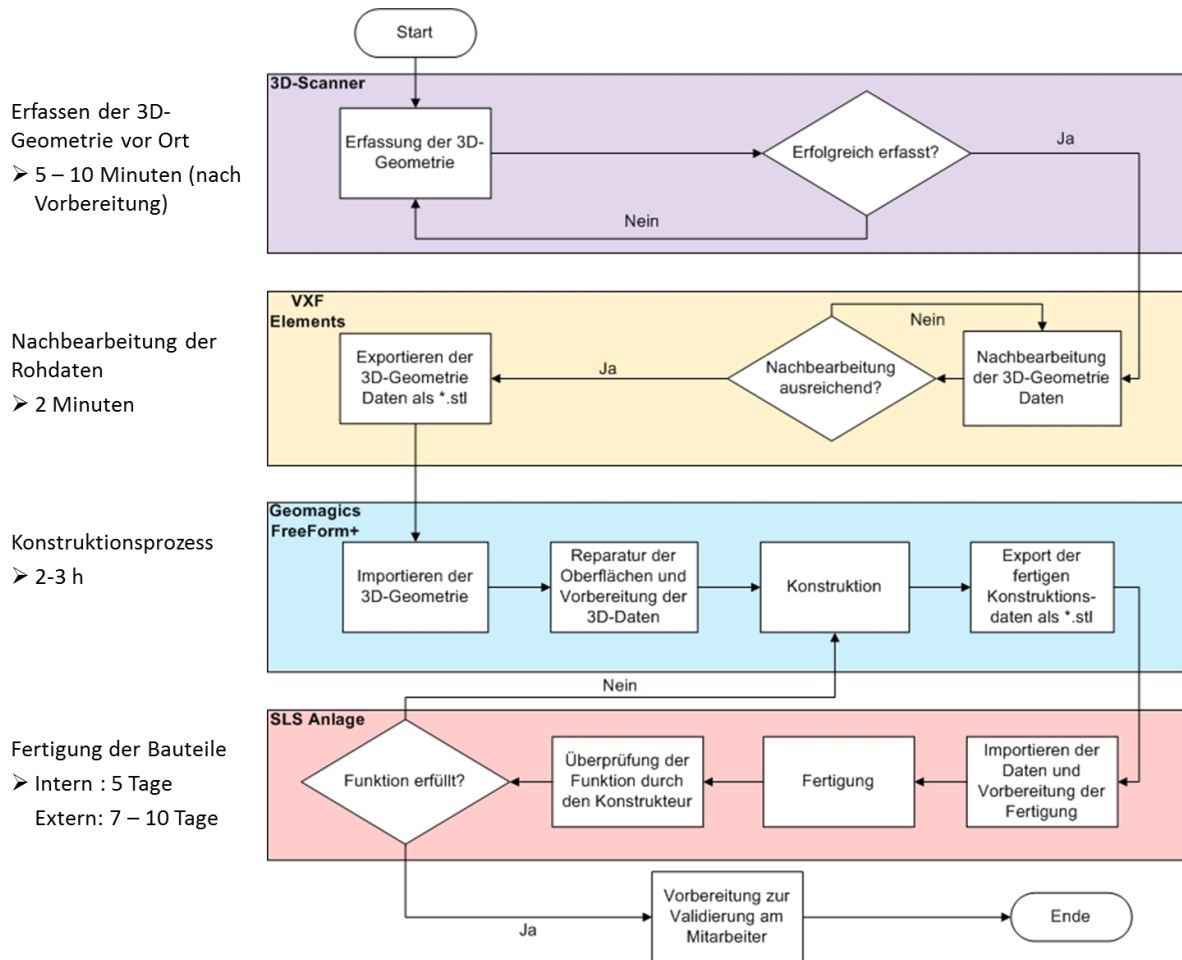 Start
3D-Scanner
Erfassen der 3D-
Geometrie vor Ort
➤ 5 – 10 Minuten (nach
Vorbereitung)
Erfassung der 3D-
Geometrie
Erfolgreich erfasst?
Ja
Nein
VXF
Elements
Nachbearbeitung der
Rohdaten
➤ 2 Minuten
Exportieren der
3D-Geometrie
Daten als *.stl
Ja
Nachbearbeitung
ausreichend?
Nein
Nachbearbeitung
der 3D-Geometrie
Daten
Geomagics
FreeForm+
Konstruktionsprozess
➤ 2-3 h
Importieren der
3D-Geometrie
Reparatur der
Oberflächen und
Vorbereitung der
3D-Daten
Konstruktion
Export der
fertigen
Konstruktions-
daten als *.stl
Nein
SLS Anlage
Fertigung der Bauteile
➤ Intern : 5 Tage
Extern: 7 – 10 Tage
Funktion erfüllt?
Überprüfung der
Funktion durch
den Konstrukteur
Fertigung
Importieren der
Daten und
Vorbereitung der
Fertigung
Ja
Vorbereitung zur
Validierung am
Mitarbeiter
Ende